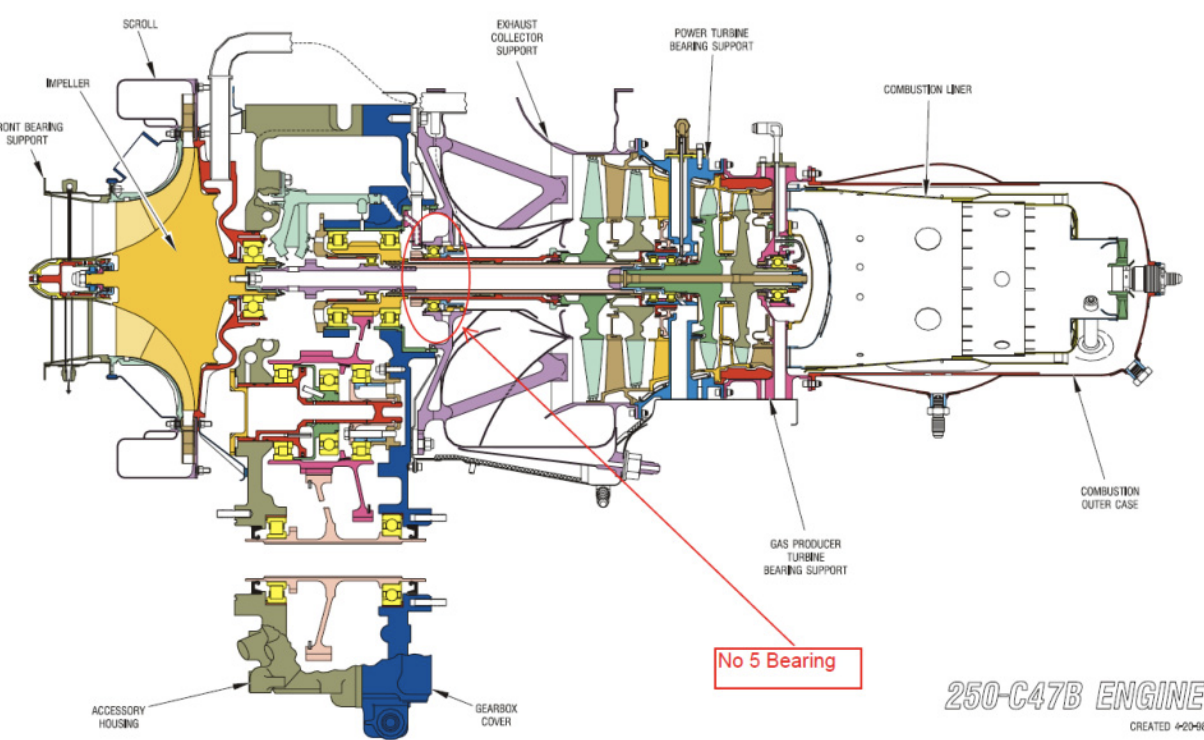 SCROLL
IMPELLER
FRONT BEARING
SUPPORT
EXHAUST
COLLECTOR
SUPPORT
POWER TURBINE
BEARING SUPPORT
COMBUSTION LINER
COMBUSTION
OUTER CASE
GAS PRODUCER
TURBINE
BEARING SUPPORT
No 5 Bearing
ACCESSORY
HOUSING
GEARBOX
COVER
250-C47B ENGINE
CREATED